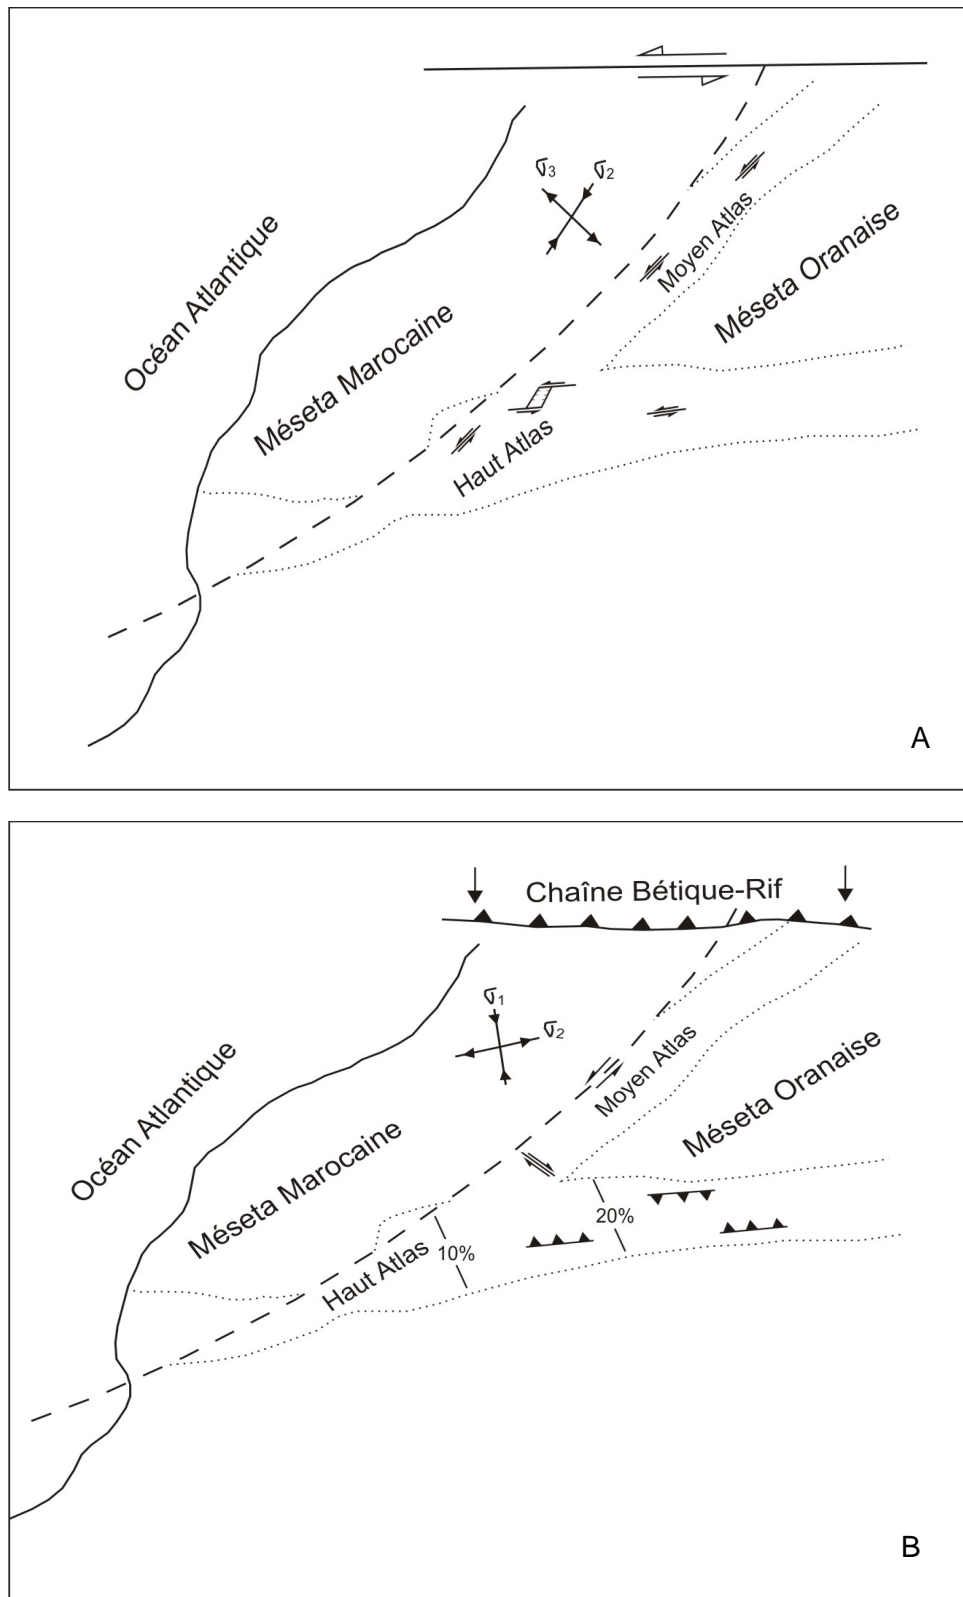 σ3
σ2
Océan Atlantique
Moyen Atlas
Méseta Oranaise
Méseta Marocaine
Haut Atlas
A
Chaîne Bétique-Rif
σ1
σ2
Océan Atlantique
Moyen Atlas
Méseta Oranaise
Méseta Marocaine
20%
10%
Haut Atlas
B